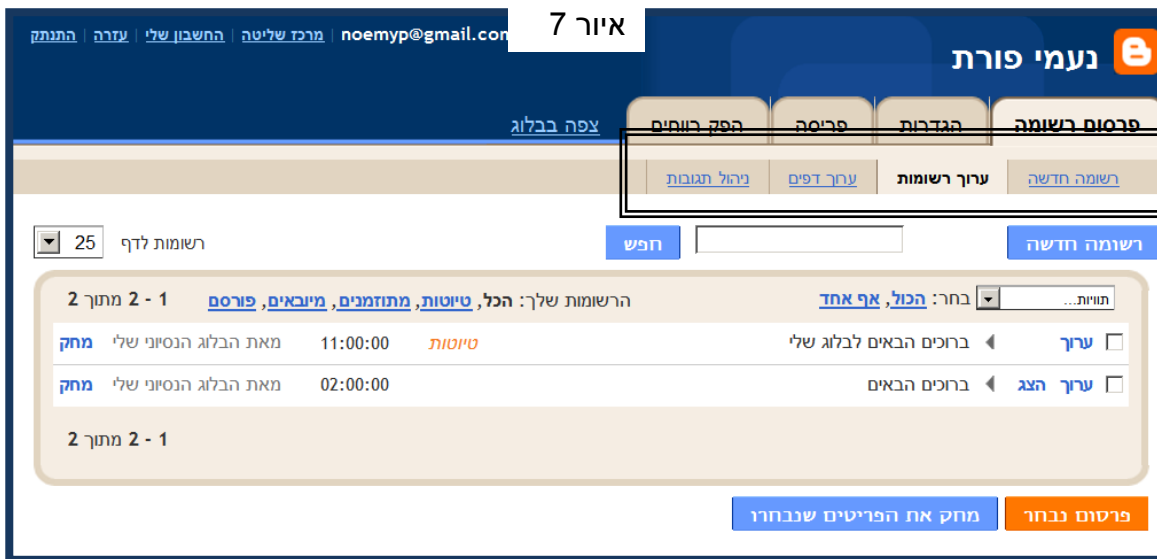 איור 7
noemyp@gmail.com | מרכז שליטה | החשבון שלי | עזרה | התנתק
נעמי פורת
פרסום רשומה הגדרות פריסה הפק רווחים צפה בבלוג
רשומה חדשה ערוך רשומות ערוך דפים ניהול תגובות
רשומה חדשה חפש רשומות לדף 25
תוויות... בחר: הכול, אף אחד הרשומות שלך: הכל, טיוטות, מתוזמנים, מיובאים, פורסם 1 - 2 מתוך 2
ערוך ברוכים הבאים לבלוג שלי טיוטות 11:00:00 מאת הבלוג הנסיוני שלי מחק
ערוך הצג ברוכים הבאים 02:00:00 מאת הבלוג הנסיוני שלי מחק
1 - 2 מתוך 2
פרסום נבחר מחק את הפריטים שנבחרו